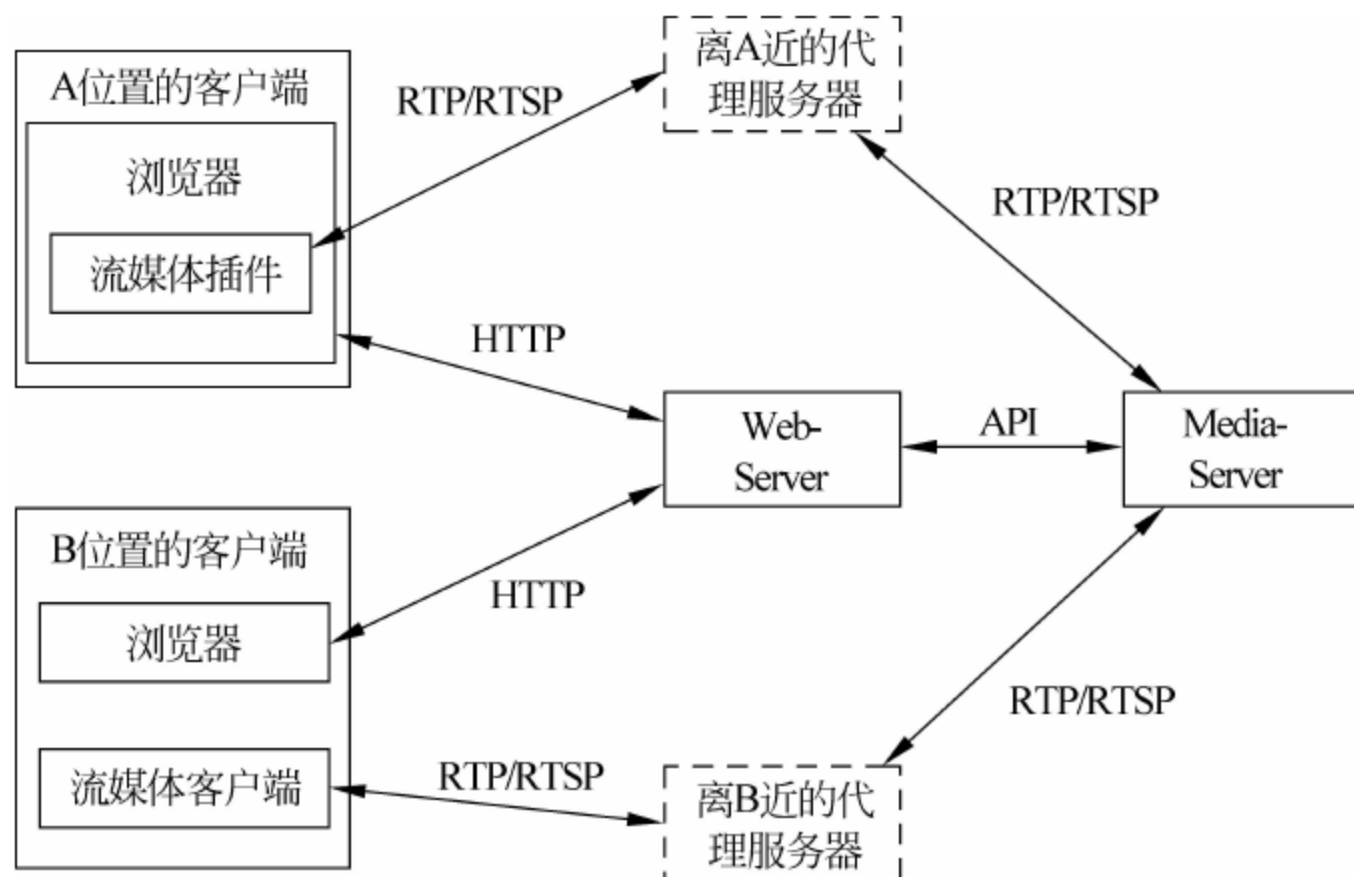 离A近的代
理服务器
A位置的客户端
RTP/RTSP
浏览器
RTP/RTSP
流媒体插件
HTTP
Web-
Server
API
Media-
Server
B位置的客户端
HTTP
浏览器
RTP/RTSP
流媒体客户端
RTP/RTSP
离B近的代
理服务器